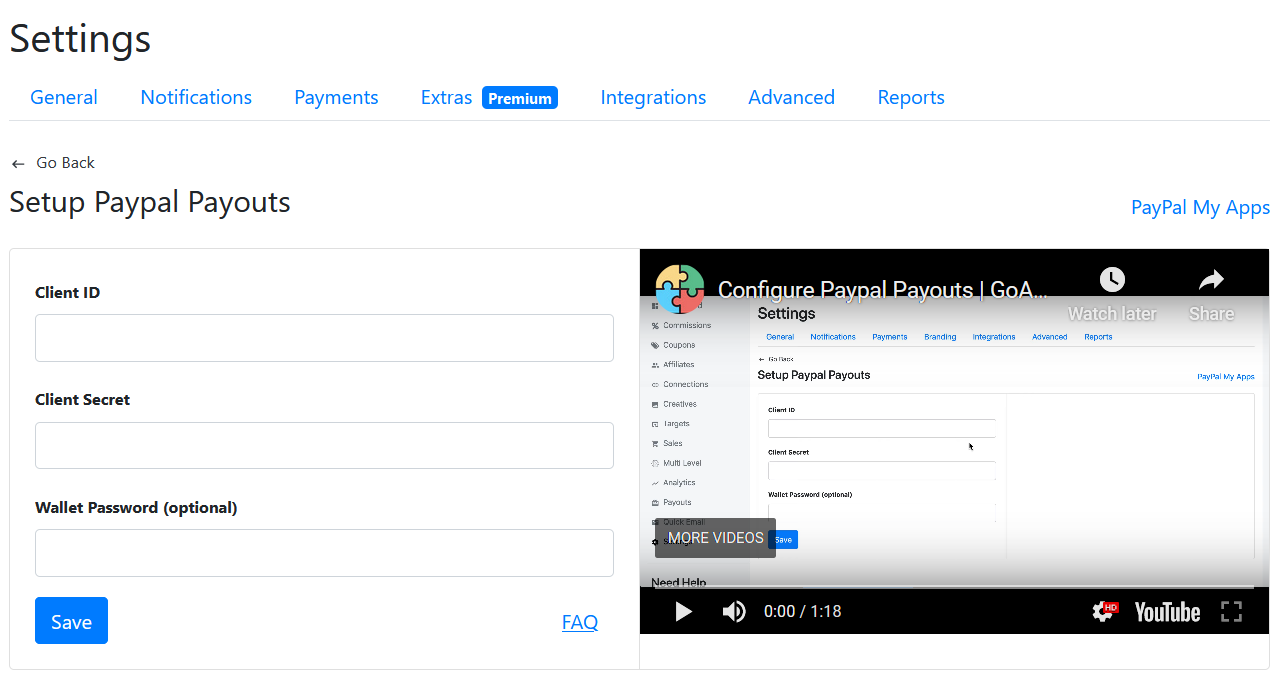 Settings
General Notifications Payments Extras Premium Integrations Advanced Reports
← Go Back
Setup Paypal Payouts
PayPal My Apps
Client ID
Client Secret
Wallet Password (optional)
Save
FAQ
Configure Paypal Payouts | GoA...
Watch later
Share
Settings
Commissions
Coupons
Affiliates
Connections
Creatives
Targets
Sales
Multi Level
Analytics
Payouts
Quick Email
Need Help
General Notifications Payments Branding Integrations Advanced Reports
← Go Back
Setup Paypal Payouts
PayPal My Apps
Client ID
Client Secret
Wallet Password (optional)
Save
MORE VIDEOS
0:00 / 1:18
HD
YouTube